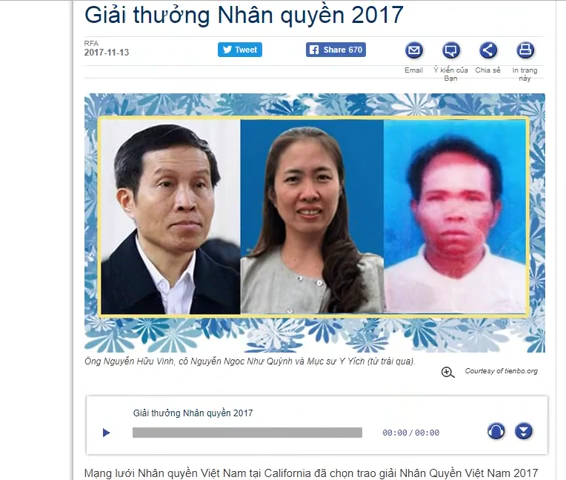 Giải thưởng Nhân quyền 2017
RFA
2017-11-13
Tweet
Share 670
Email
Ý kiến của Bạn
Chia sẻ
In trang này
Ông Nguyễn Hữu Vinh, cô Nguyễn Ngọc Như Quỳnh và Mục sư Y Yích (từ trái qua).
Courtesy of tienbo.org
Giải thưởng Nhân quyền 2017
00:00/00:00
Mạng lưới Nhân quyền Việt Nam tại California đã chọn trao giải Nhân Quyền Việt Nam 2017